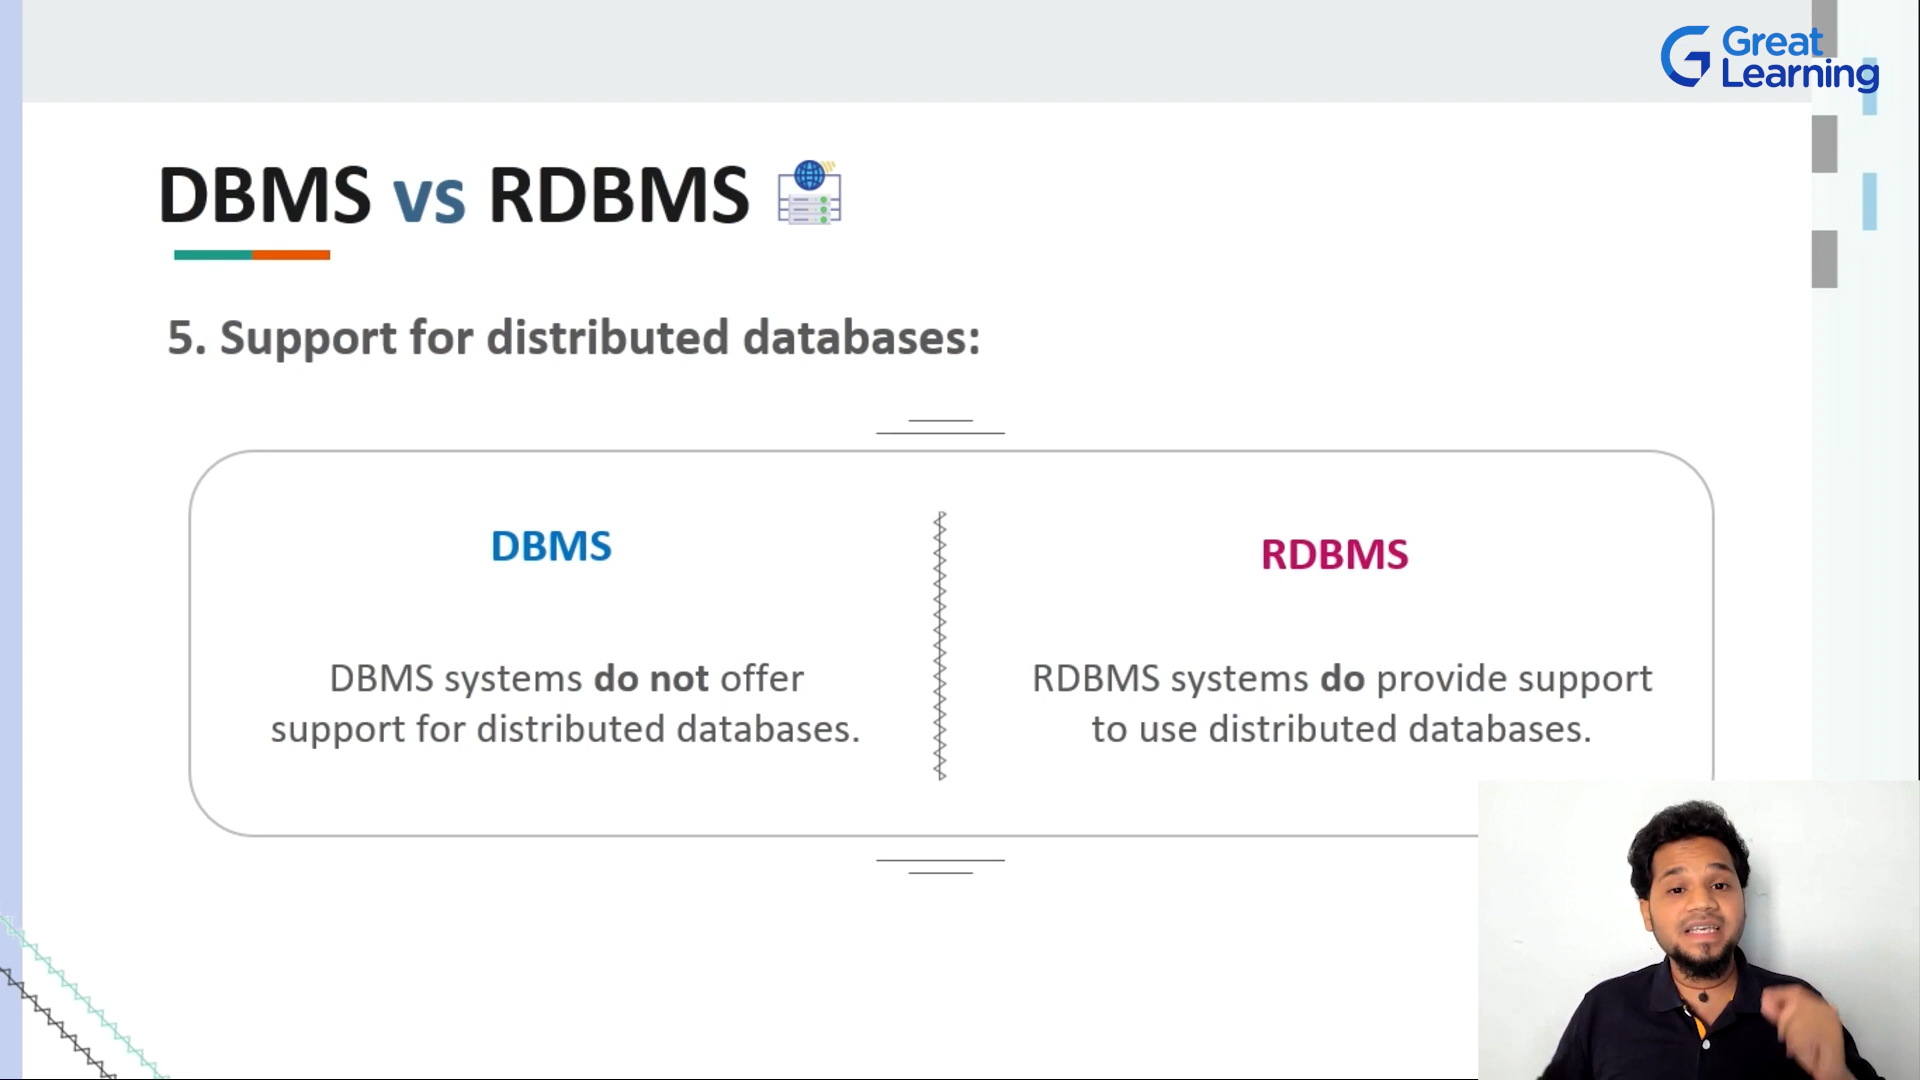 Great
Learning
DBMS vs RDBMS
5. Support for distributed databases:
DBMS
DBMS systems do not offer
support for distributed databases.
RDBMS
RDBMS systems do provide support
to use distributed databases.